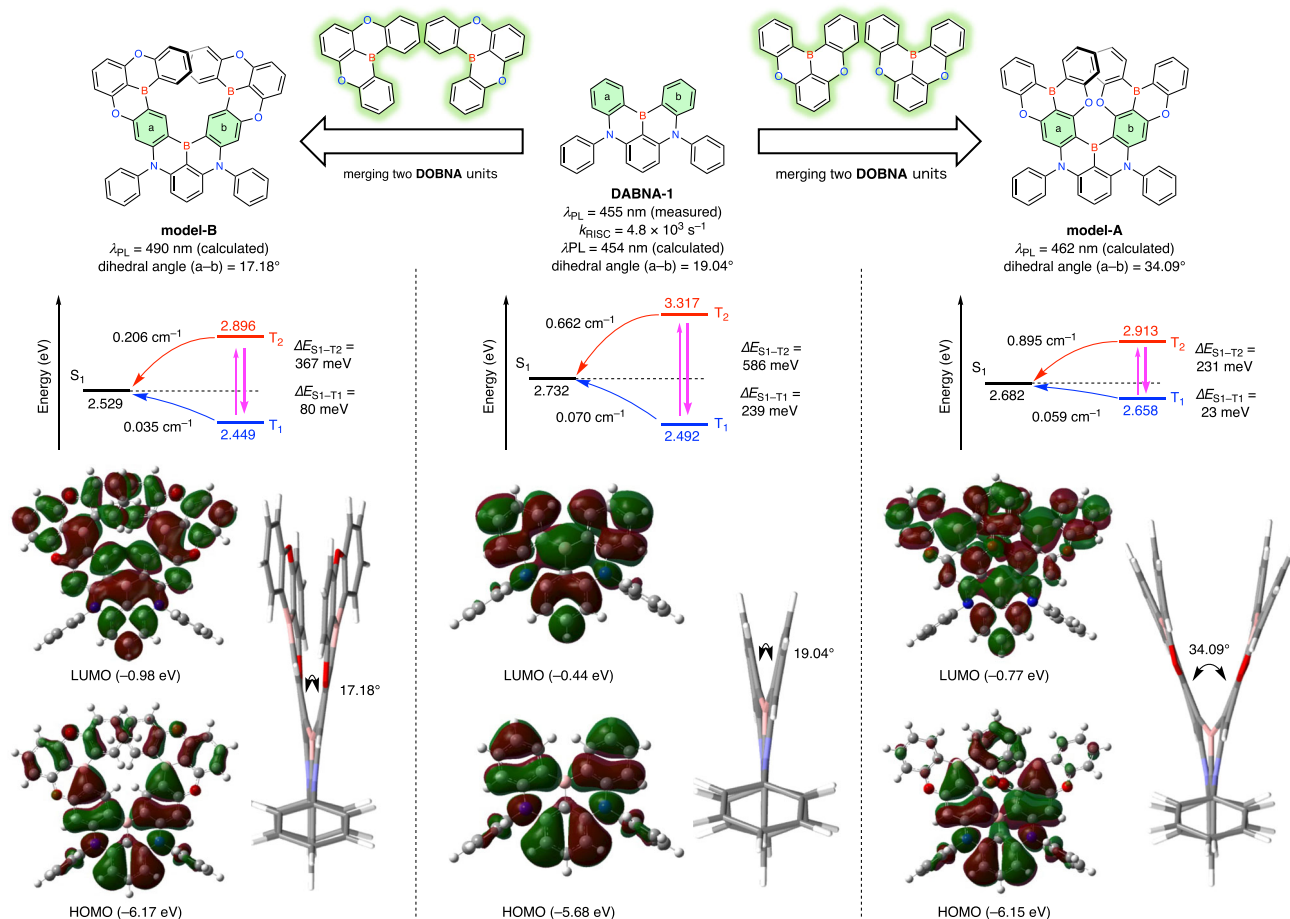 merging two DOBNA units
merging two DOBNA units
O
B
O
O
B
O
B
O
O
B
O
O
O
O
B
B
O
O
a
b
B
N
N
a
b
B
N
N
B
B
O
O
O
O
a
b
B
N
N
model-B
λPL = 490 nm (calculated)
dihedral angle (a–b) = 17.18°
DABNA-1
λPL = 455 nm (measured)
kRISC = 4.8 × 10³ s⁻¹
λPL = 454 nm (calculated)
dihedral angle (a–b) = 19.04°
model-A
λPL = 462 nm (calculated)
dihedral angle (a–b) = 34.09°
Energy (eV)
0.206 cm⁻¹
2.896
T₂
S₁
2.529
0.035 cm⁻¹
2.449
T₁
ΔES1–T2 =
367 meV
ΔES1–T1 =
80 meV
Energy (eV)
0.662 cm⁻¹
3.317
T₂
S₁
2.732
0.070 cm⁻¹
2.492
T₁
ΔES1–T2 =
586 meV
ΔES1–T1 =
239 meV
Energy (eV)
0.895 cm⁻¹
2.913
T₂
S₁
2.682
0.059 cm⁻¹
2.658
T₁
ΔES1–T2 =
231 meV
ΔES1–T1 =
23 meV
LUMO (–0.98 eV)
17.18°
HOMO (–6.17 eV)
LUMO (–0.44 eV)
19.04°
HOMO (–5.68 eV)
LUMO (–0.77 eV)
34.09°
HOMO (–6.15 eV)